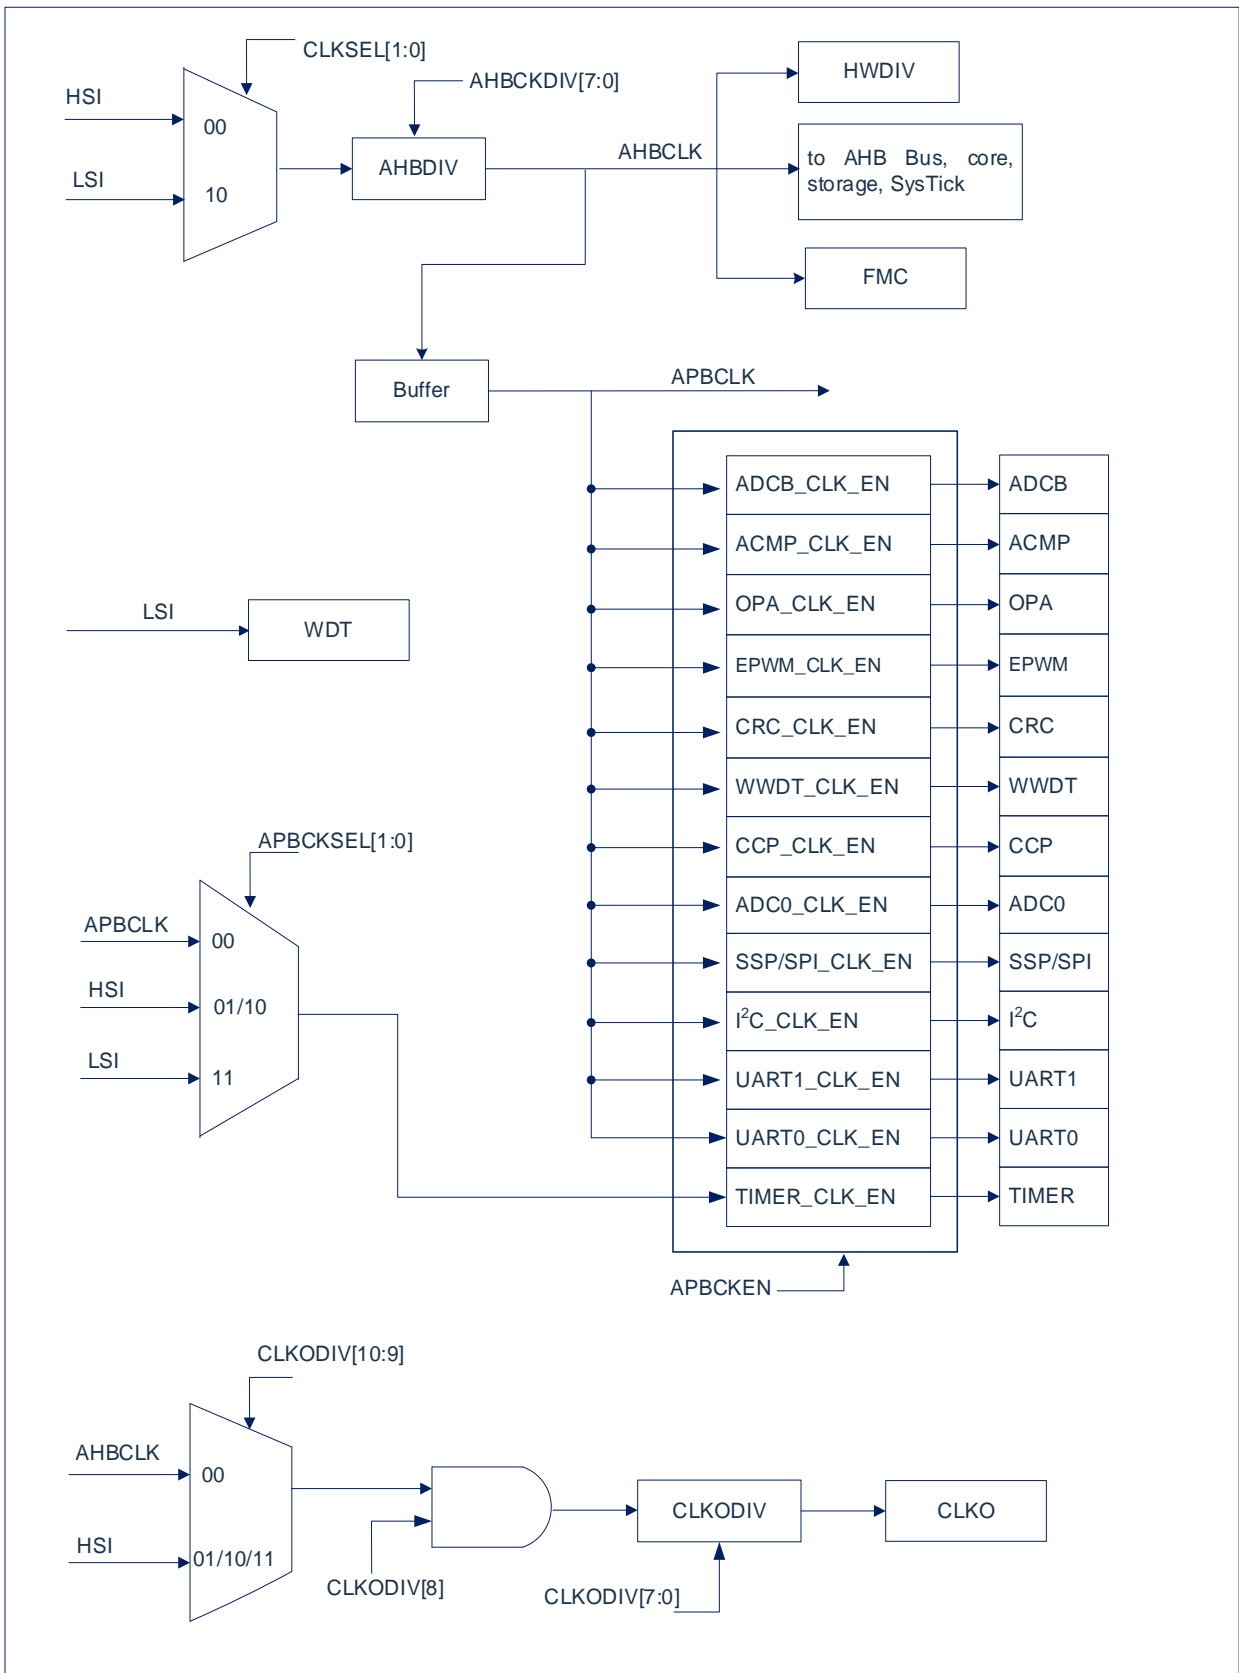 CLKSEL[1:0]
HSI
00
LSI
10
AHBCKDIV[7:0]
AHBDIV
AHBCLK
HWDIV
to AHB Bus, core,
storage, SysTick
FMC
Buffer
APBCLK
ADCB_CLK_EN
ADCB
ACMP_CLK_EN
ACMP
OPA_CLK_EN
OPA
EPWM_CLK_EN
EPWM
CRC_CLK_EN
CRC
WWDT_CLK_EN
WWDT
CCP_CLK_EN
CCP
ADC0_CLK_EN
ADC0
SSP/SPI_CLK_EN
SSP/SPI
I²C_CLK_EN
I²C
UART1_CLK_EN
UART1
UART0_CLK_EN
UART0
TIMER_CLK_EN
TIMER
APBCKEN
LSI
WDT
APBCKSEL[1:0]
APBCLK
00
HSI
01/10
LSI
11
CLKODIV[10:9]
AHBCLK
00
HSI
01/10/11
CLKODIV[8]
CLKODIV
CLKO
CLKODIV[7:0]